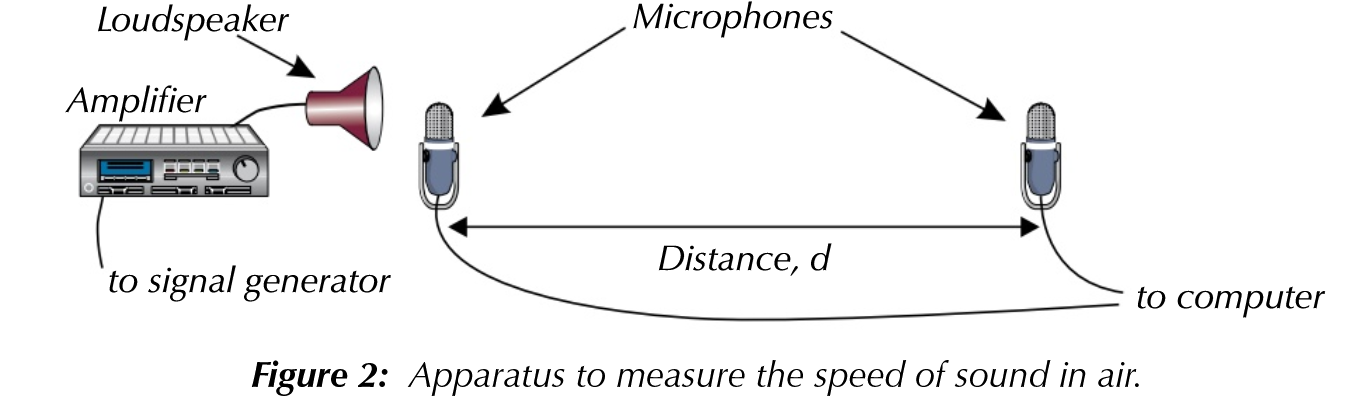 Loudspeaker
Microphones
Amplifier
Distance, d
to signal generator
to computer
Figure 2: Apparatus to measure the speed of sound in air.